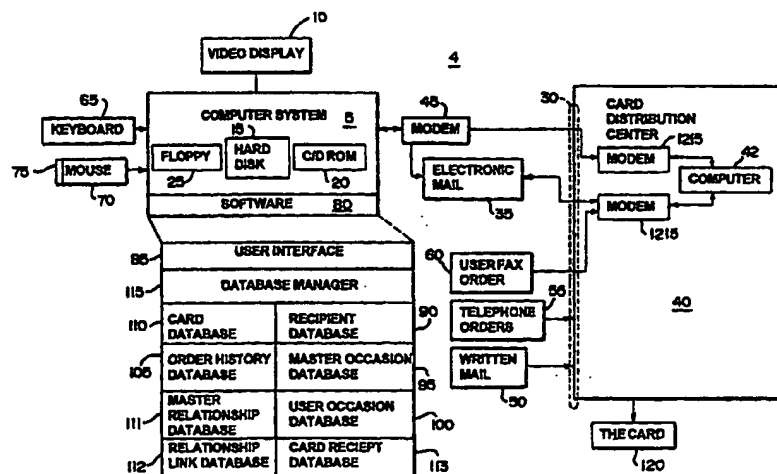 10
VIDEO DISPLAY
4
65
KEYBOARD
75
MOUSE
70
COMPUTER SYSTEM 5
15
HARD DISK
FLOPPY
25
C/D ROM
20
SOFTWARE 80
45
MODEM
ELECTRONIC MAIL
35
30
CARD DISTRIBUTION CENTER
1215
MODEM
42
COMPUTER
MODEM
1215
60
USER FAX ORDER
55
TELEPHONE ORDERS
WRITTEN MAIL
50
40
THE CARD
120
85
USER INTERFACE
115
DATABASE MANAGER
110
CARD DATABASE
RECIPIENT DATABASE
90
105
ORDER HISTORY DATABASE
MASTER OCCASION DATABASE
95
111
MASTER RELATIONSHIP DATABASE
USER OCCASION DATABASE
100
112
RELATIONSHIP LINK DATABASE
CARD RECIEPT DATABASE
113